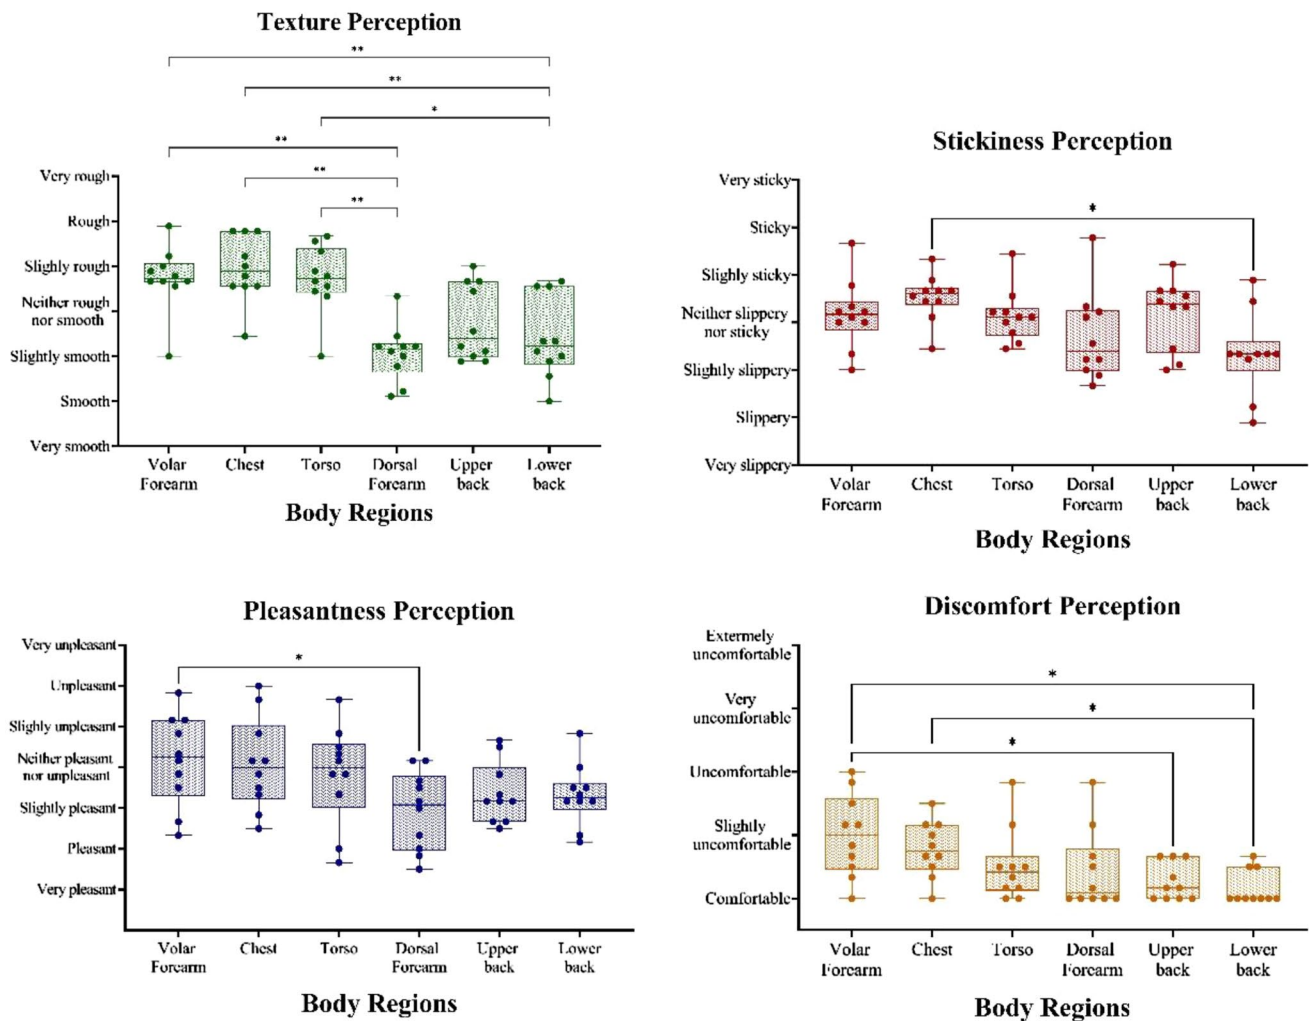 Texture Perception
**
**
*
**
**
**
Very rough
Rough
Slighly rough
Neither rough
nor smooth
Slightly smooth
Smooth
Very smooth
Volar
Forearm
Chest
Torso
Dorsal
Forearm
Upper
back
Lower
back
Body Regions
Stickiness Perception
*
Very sticky
Sticky
Slighly sticky
Neither slippery
nor sticky
Slightly slippery
Slippery
Very slippery
Volar
Forearm
Chest
Torso
Dorsal
Forearm
Upper
back
Lower
back
Body Regions
Pleasantness Perception
*
Very unpleasant
Unpleasant
Slighly unpleasant
Neither pleasant
nor unpleasant
Slightly pleasant
Pleasant
Very pleasant
Volar
Forearm
Chest
Torso
Dorsal
Forearm
Upper
back
Lower
back
Body Regions
Discomfort Perception
*
*
*
Extermely
uncomfortable
Very
uncomfortable
Uncomfortable
Slightly
uncomfortable
Comfortable
Volar
Forearm
Chest
Torso
Dorsal
Forearm
Upper
back
Lower
back
Body Regions